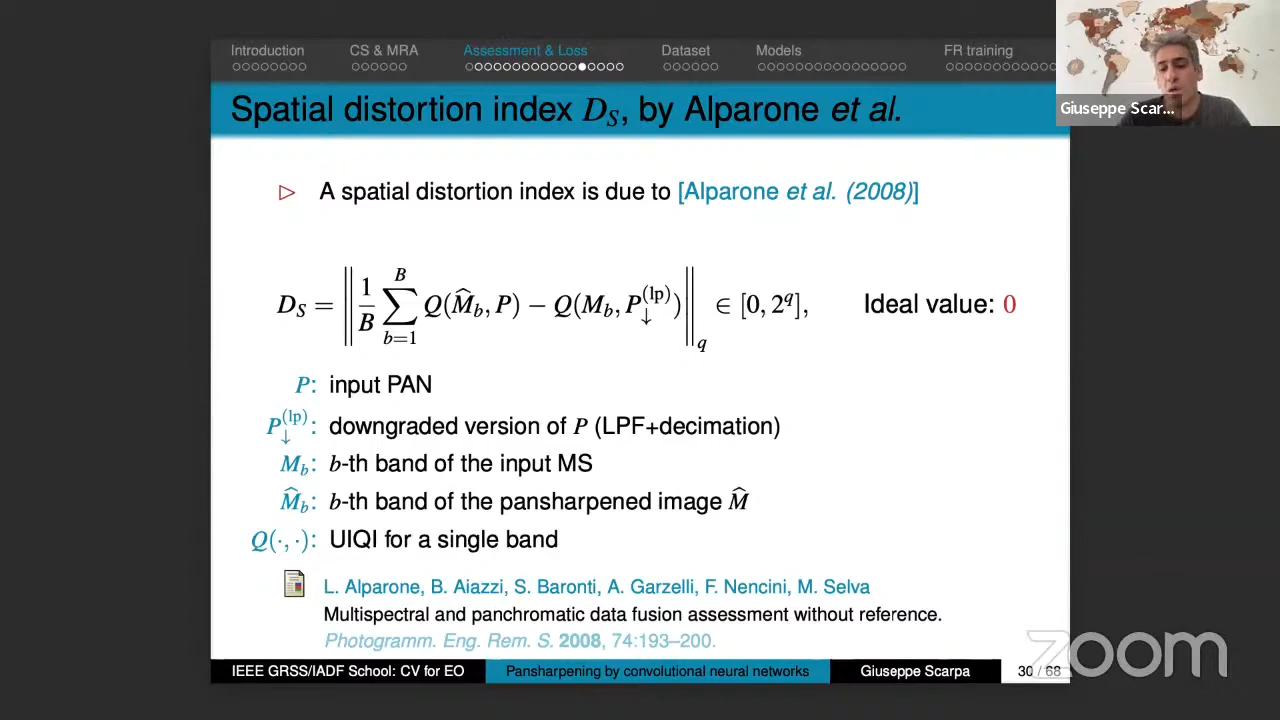 Introduction CS & MRA Assessment & Loss Dataset Models FR training
Spatial distortion index D_S, by Alparone et al.
Giuseppe Scar...
▷ A spatial distortion index is due to [Alparone et al. (2008)]
D_S = ‖ 1/B ∑_{b=1}^{B} Q(M̂_b, P) − Q(M_b, P_↓^{(lp)}) ‖_q ∈ [0, 2^q], Ideal value: 0
P: input PAN
P_↓^{(lp)}: downgraded version of P (LPF+decimation)
M_b: b-th band of the input MS
M̂_b: b-th band of the pansharpened image M̂
Q(·, ·): UIQI for a single band
L. Alparone, B. Aiazzi, S. Baronti, A. Garzelli, F. Nencini, M. Selva
Multispectral and panchromatic data fusion assessment without reference.
Photogramm. Eng. Rem. S. 2008, 74:193–200.
IEEE GRSS/IADF School: CV for EO Pansharpening by convolutional neural networks Giuseppe Scarpa 30 / 68
zoom